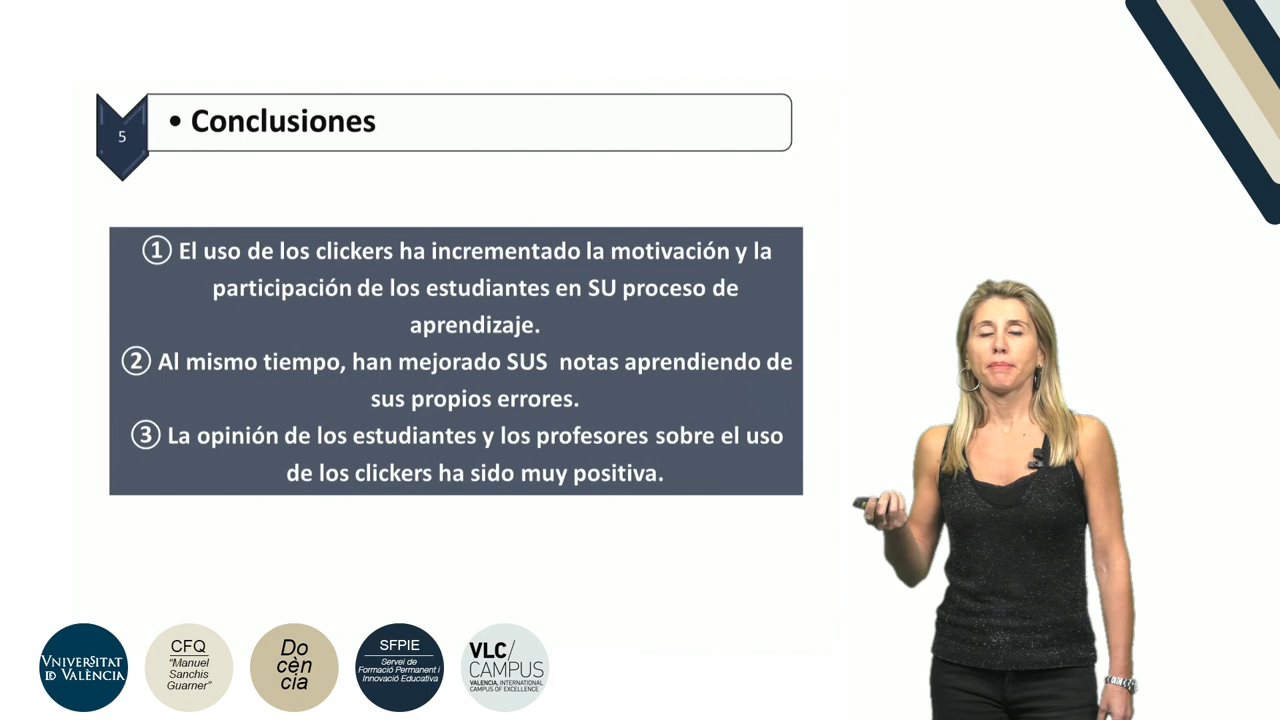 5
• Conclusiones
① El uso de los clickers ha incrementado la motivación y la
participación de los estudiantes en SU proceso de
aprendizaje.
② Al mismo tiempo, han mejorado SUS notas aprendiendo de
sus propios errores.
③ La opinión de los estudiantes y los profesores sobre el uso
de los clickers ha sido muy positiva.
VNIVERSITAT
ID VALÈNCIA
CFQ
"Manuel
Sanchis
Guarner"
Do
cèn
cia
SFPIE
Servei de
Formació Permanent i
Innovació Educativa
VLC/
CAMPUS
VALENCIA, INTERNATIONAL
CAMPUS OF EXCELLENCE